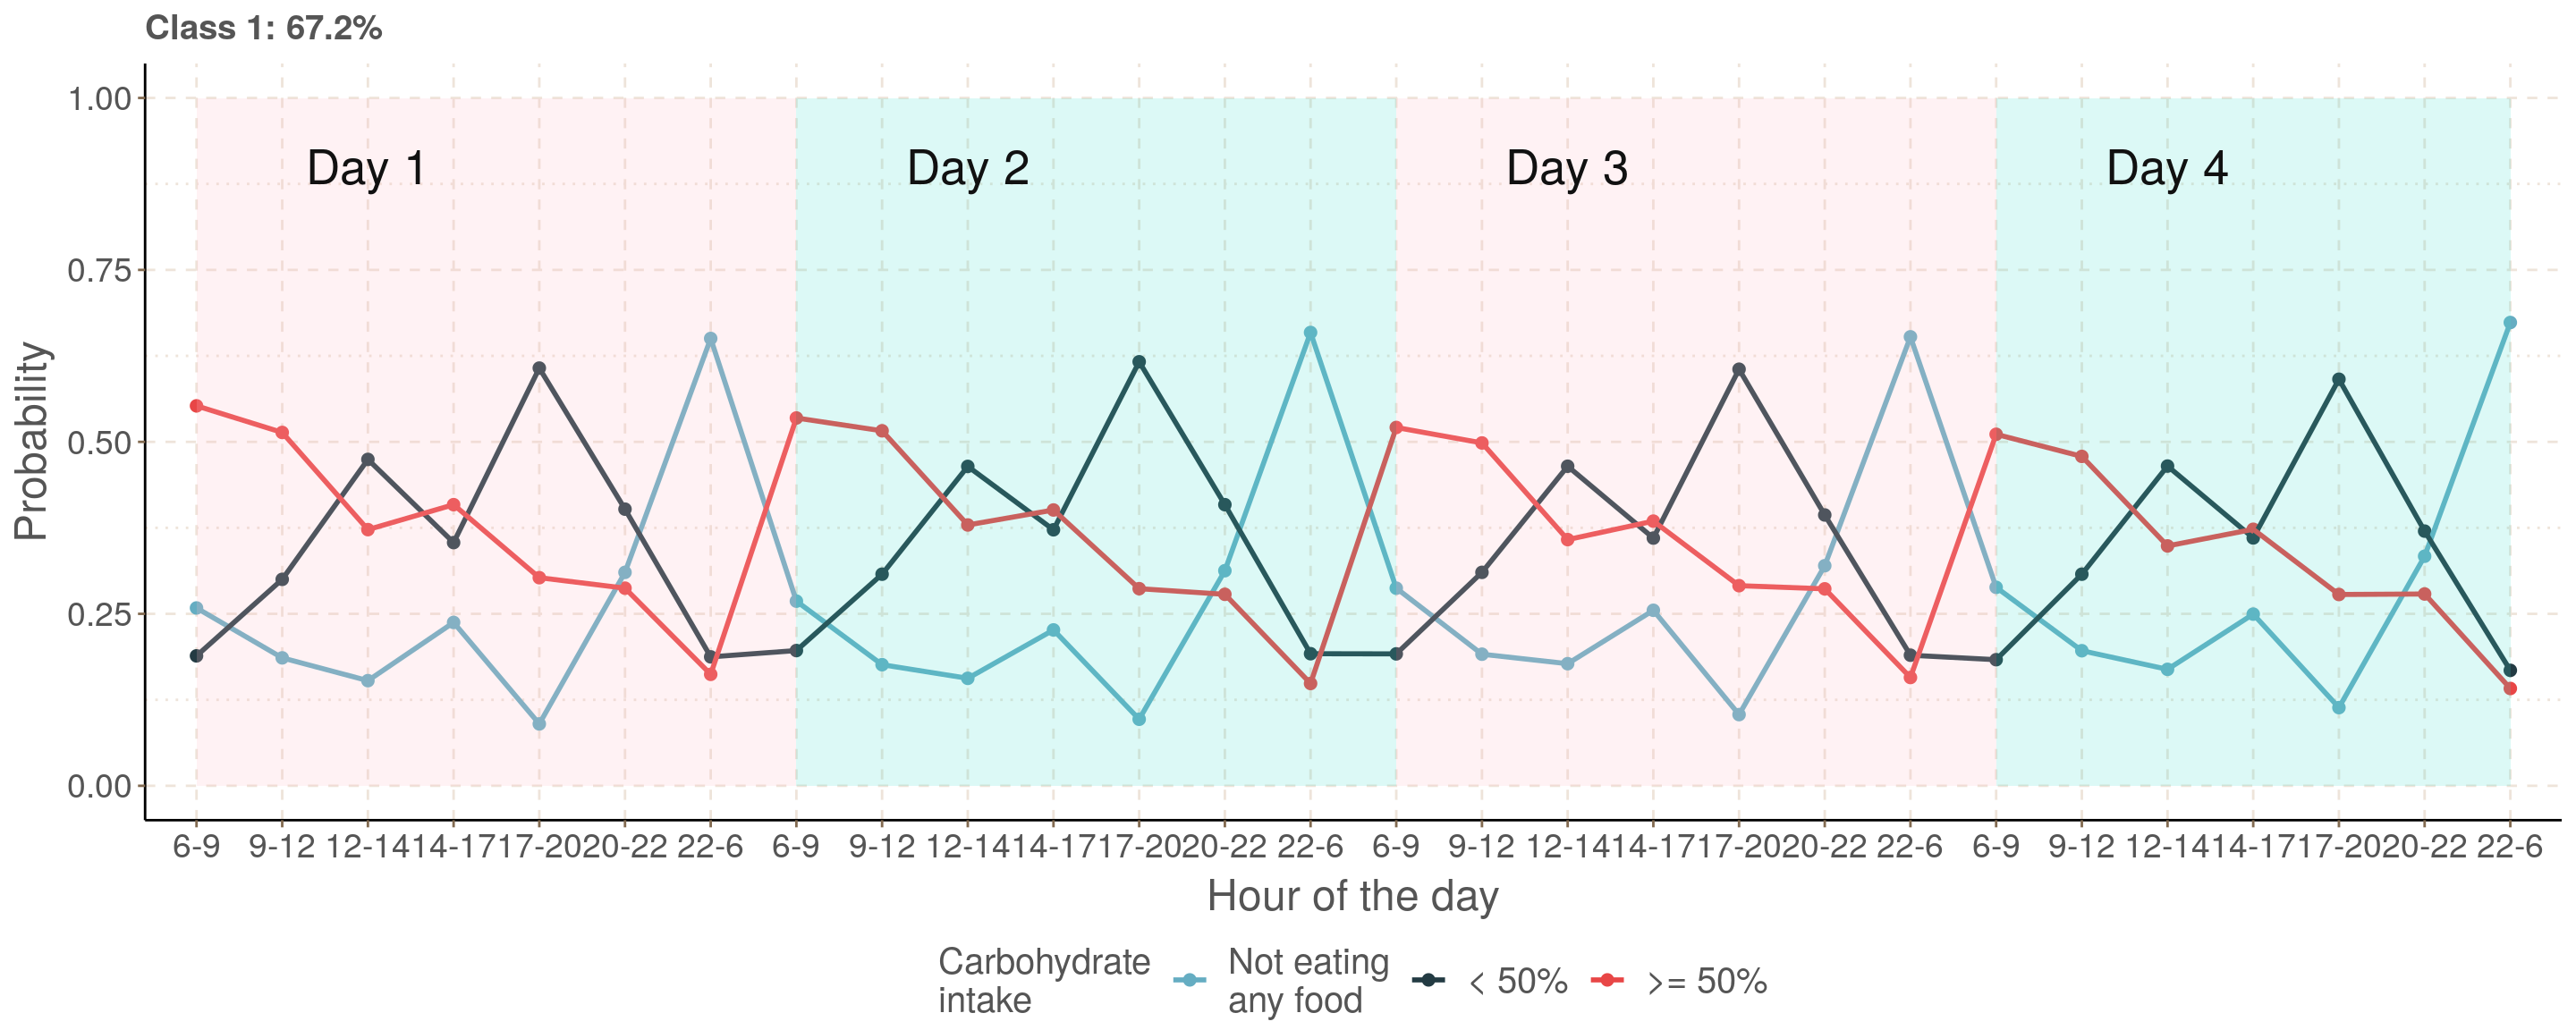 Class 1: 67.2%
1.00
0.75
0.50
0.25
0.00
Probability
Day 1
Day 2
Day 3
Day 4
6-9 9-12 12-14 14-17 17-20 20-22 22-6 6-9 9-12 12-14 14-17 17-20 20-22 22-6 6-9 9-12 12-14 14-17 17-20 20-22 22-6 6-9 9-12 12-14 14-17 17-20 20-22 22-6
Hour of the day
Carbohydrate
intake
Not eating
any food
< 50%
>= 50%